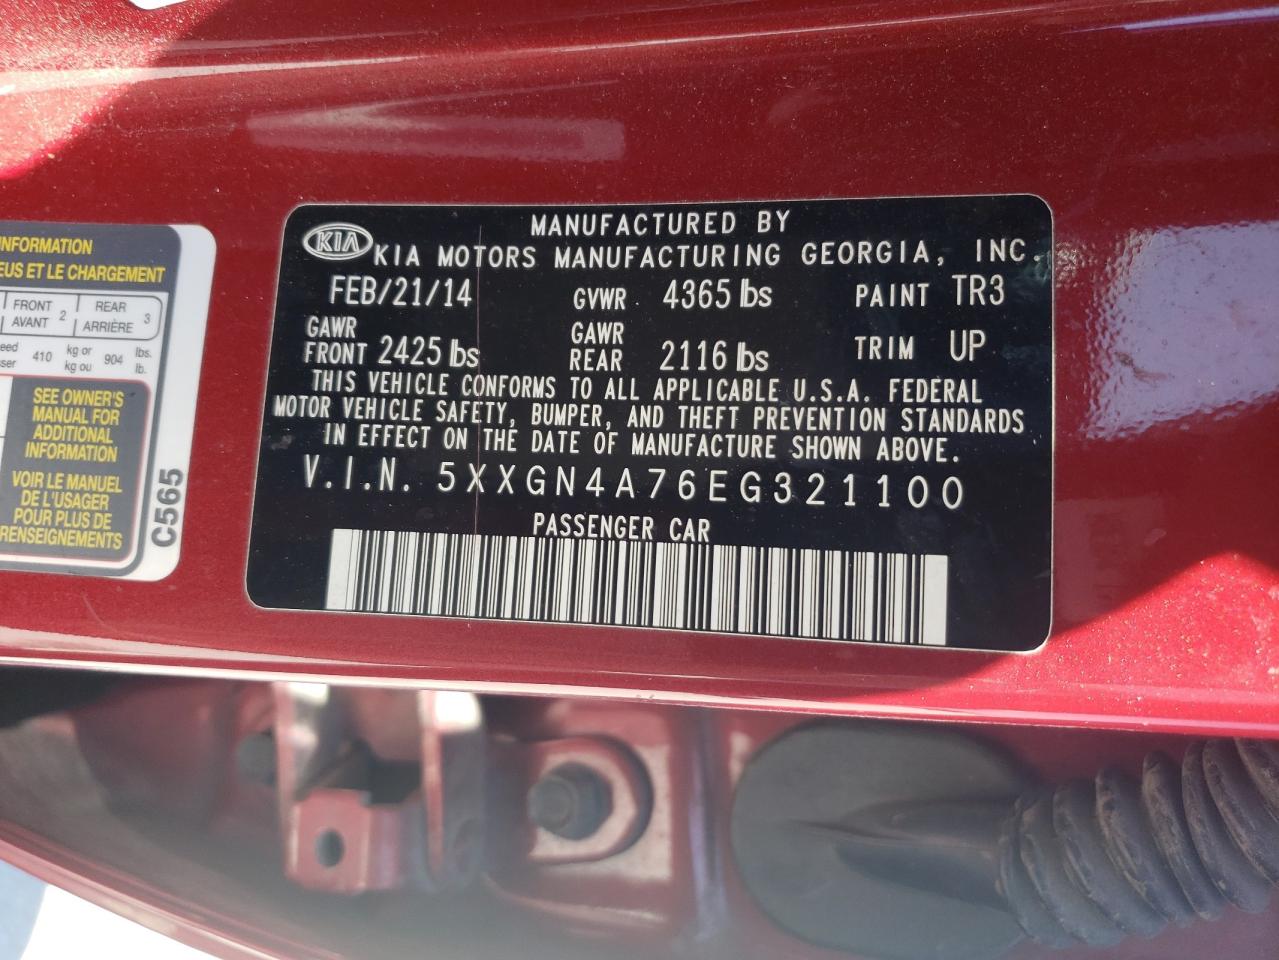 INFORMATION
EUS ET LE CHARGEMENT
FRONT
AVANT 2
REAR
ARRIÈRE 3
410 kg or
kg ou 904 lbs.
lb.
SEE OWNER'S
MANUAL FOR
ADDITIONAL
INFORMATION
VOIR LE MANUEL
DE L'USAGER
POUR PLUS DE
RENSEIGNEMENTS
C565
MANUFACTURED BY
KIA KIA MOTORS MANUFACTURING GEORGIA, INC.
FEB/21/14 GVWR 4365 lbs PAINT TR3
GAWR
FRONT 2425 lbs GAWR
REAR 2116 lbs TRIM UP
THIS VEHICLE CONFORMS TO ALL APPLICABLE U.S.A. FEDERAL
MOTOR VEHICLE SAFETY, BUMPER, AND THEFT PREVENTION STANDARDS
IN EFFECT ON THE DATE OF MANUFACTURE SHOWN ABOVE.
V.I.N. 5XXGN4A76EG321100
PASSENGER CAR